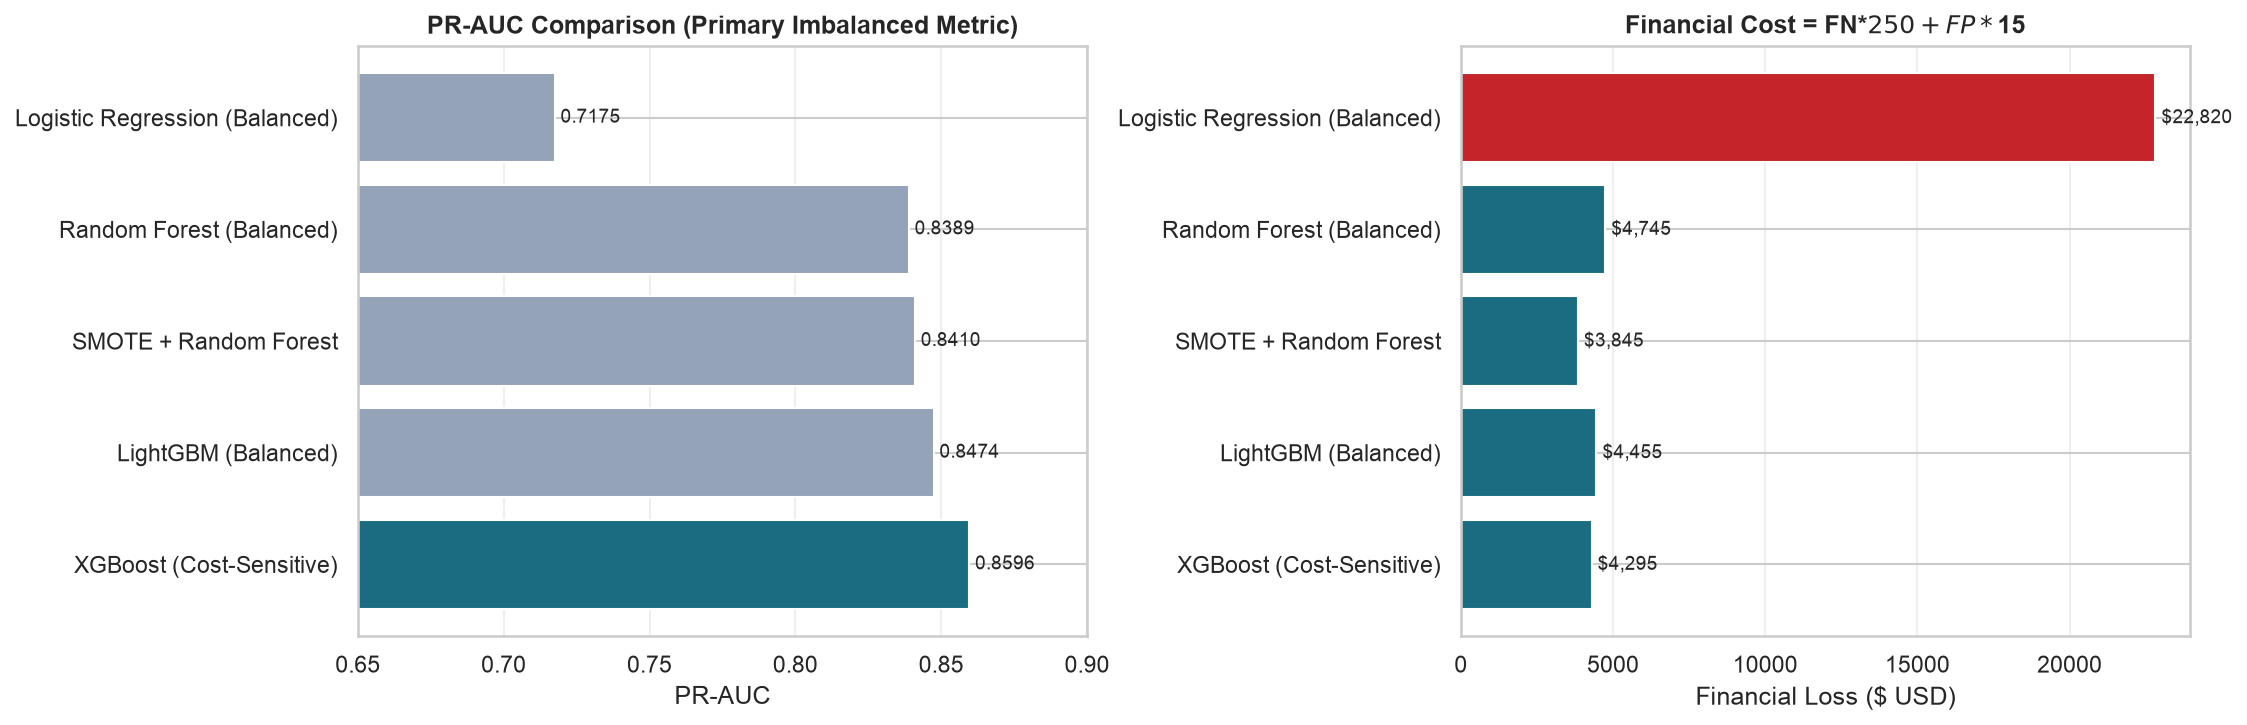 PR-AUC Comparison (Primary Imbalanced Metric)
Logistic Regression (Balanced)
0.7175
Random Forest (Balanced)
0.8389
SMOTE + Random Forest
0.8410
LightGBM (Balanced)
0.8474
XGBoost (Cost-Sensitive)
0.8596
0.65 0.70 0.75 0.80 0.85 0.90
PR-AUC
Financial Cost = FN*250 + FP * 15
Logistic Regression (Balanced)
$22,820
Random Forest (Balanced)
$4,745
SMOTE + Random Forest
$3,845
LightGBM (Balanced)
$4,455
XGBoost (Cost-Sensitive)
$4,295
0 5000 10000 15000 20000
Financial Loss ($ USD)